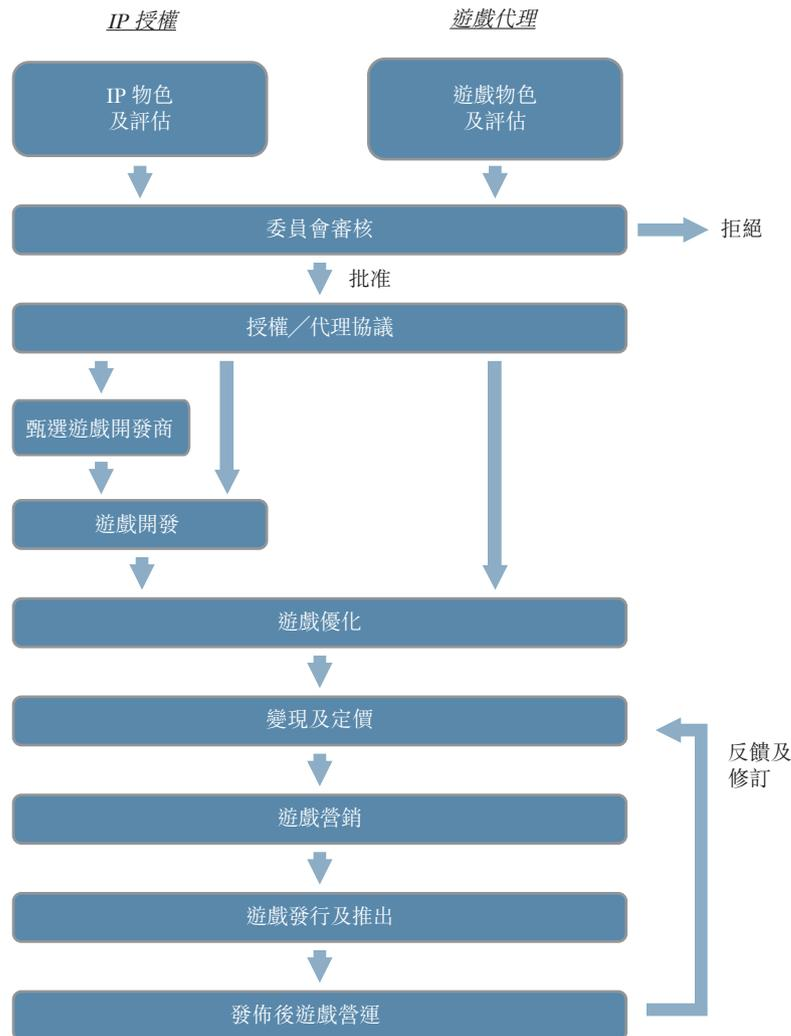 IP 授權
遊戲代理
IP 物色
及評估
遊戲物色
及評估
委員會審核
拒絕
批准
授權／代理協議
甄選遊戲開發商
遊戲開發
遊戲優化
變現及定價
反饋及
修訂
遊戲營銷
遊戲發行及推出
發佈後遊戲營運